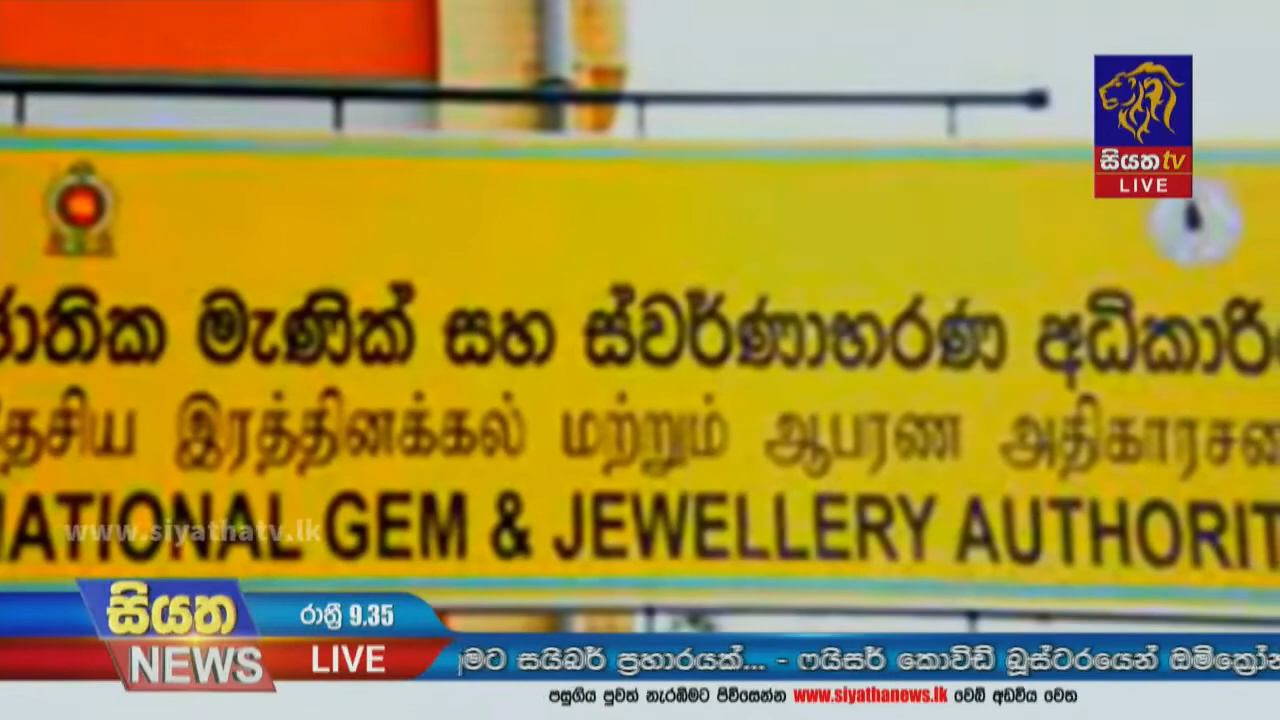 සියත tv
LIVE
ජාතික මැණික් සහ ස්වර්ණාභරණ අධිකාරිය
தேசிய இரத்தினக்கல் மற்றும் ஆபரண அதிகாரசபை
NATIONAL GEM & JEWELLERY AUTHORIT
www.siyathatv.lk
සියත
NEWS
රාත්‍රී 9.35
LIVE
සයිබර් ප්‍රහාරයක්... - ෆයිසර් කොවිඩ් බූස්ටරයෙන් ඔමික්‍රෝන
පසුගිය පුවත් නැරඹීමට පිවිසෙන්න www.siyathanews.lk වෙබ් අඩවිය වෙත